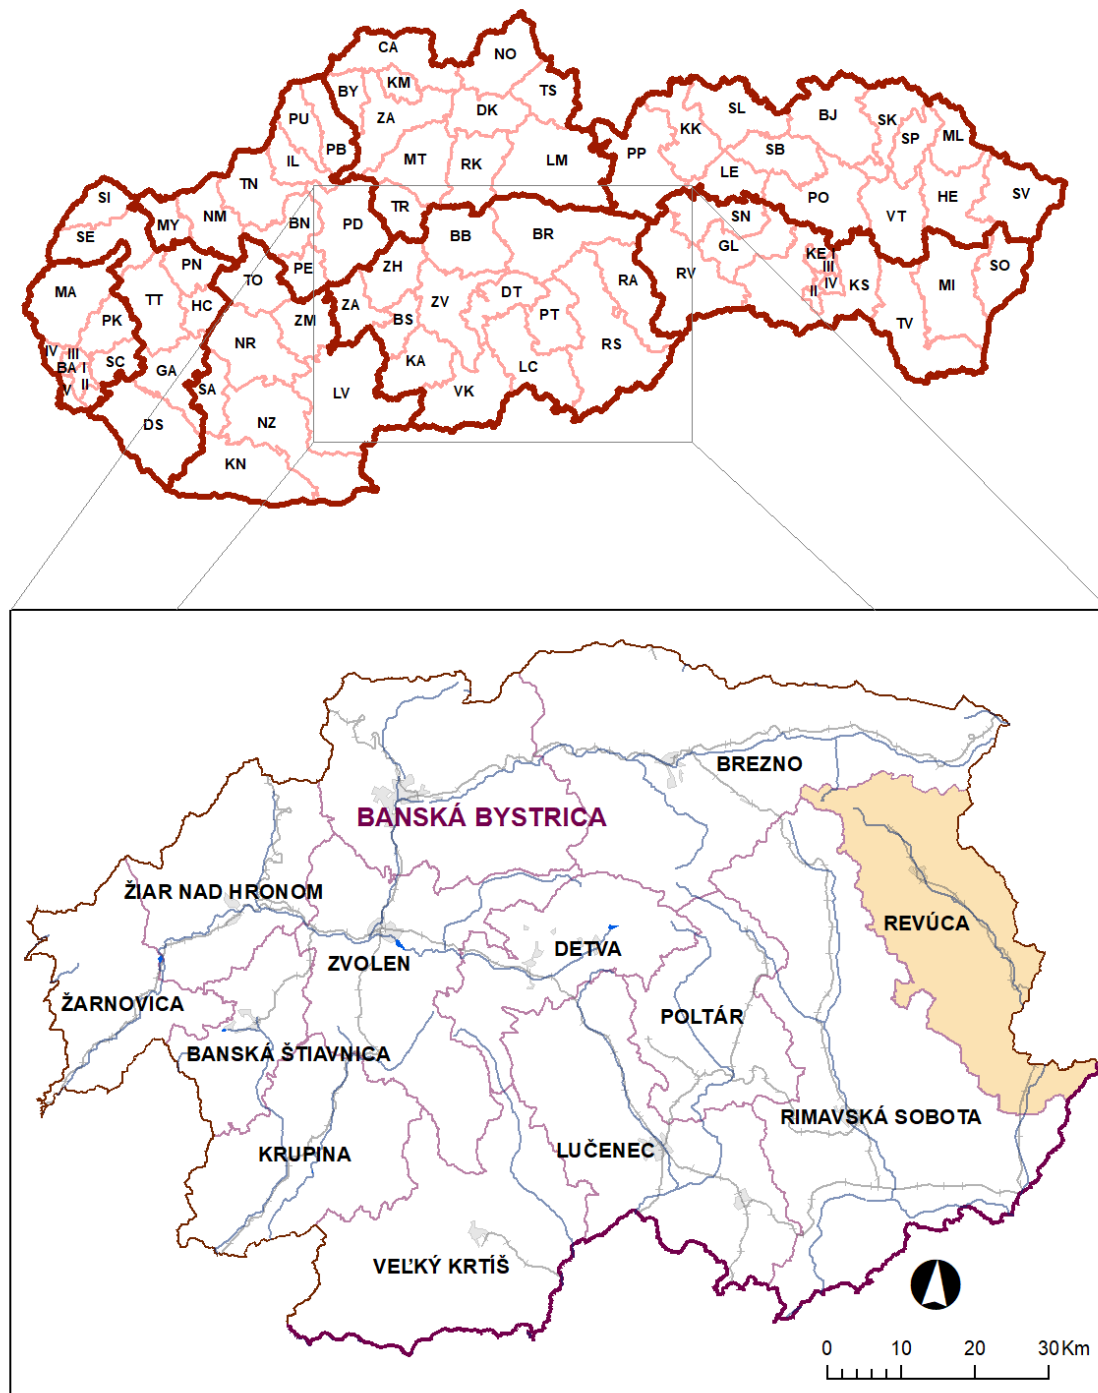 CA
NO
BY
KM
TS
PU
ZA
DK
SL
BJ
SK
ML
KK
SP
PB
IL
MT
RK
LM
PP
SB
LE
TN
SI
MY
NM
BN
PD
TR
SN
PO
VT
HE
SV
SE
BB
BR
GL
PN
PE
ZH
KE I
III
IV
II
KS
SO
MA
TT
TO
RA
RV
MI
HC
ZA
ZV
DT
PK
ZM
BS
PT
TV
IV
III
NR
RS
BA
I
SC
GA
KA
LC
V
II
SA
LV
VK
DS
NZ
KN
BREZNO
BANSKÁ BYSTRICA
ŽIAR NAD HRONOM
REVÚCA
DETVA
ZVOLEN
ŽARNOVICA
POLTÁR
BANSKÁ ŠTIAVNICA
RIMAVSKÁ SOBOTA
KRUPINA
LUČENEC
VEĽKÝ KRTÍŠ
0 10 20 30 Km